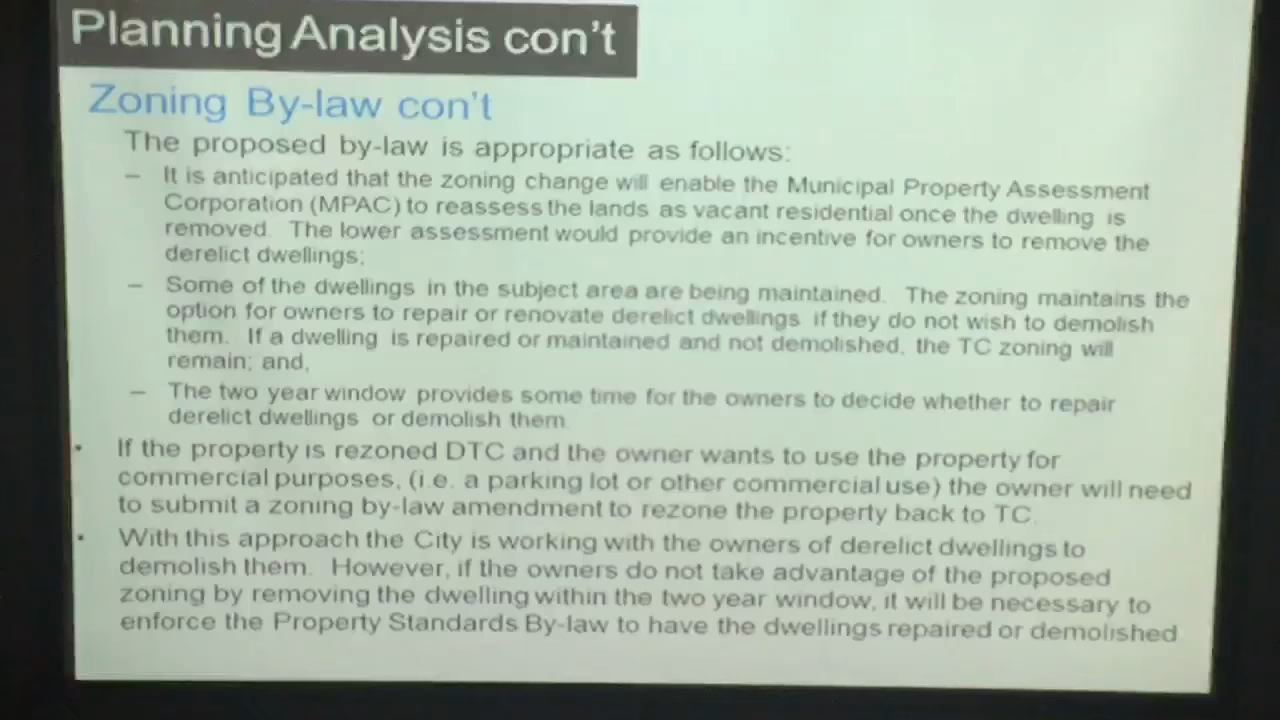 Planning Analysis con't
Zoning By-law con't
The proposed by-law is appropriate as follows:
– It is anticipated that the zoning change will enable the Municipal Property Assessment
Corporation (MPAC) to reassess the lands as vacant residential once the dwelling is
removed. The lower assessment would provide an incentive for owners to remove the
derelict dwellings;
– Some of the dwellings in the subject area are being maintained. The zoning maintains the
option for owners to repair or renovate derelict dwellings if they do not wish to demolish
them. If a dwelling is repaired or maintained and not demolished, the TC zoning will
remain; and,
– The two year window provides some time for the owners to decide whether to repair
derelict dwellings or demolish them.
• If the property is rezoned DTC and the owner wants to use the property for
commercial purposes, (i.e. a parking lot or other commercial use) the owner will need
to submit a zoning by-law amendment to rezone the property back to TC.
• With this approach the City is working with the owners of derelict dwellings to
demolish them. However, if the owners do not take advantage of the proposed
zoning by removing the dwelling within the two year window, it will be necessary to
enforce the Property Standards By-law to have the dwellings repaired or demolished